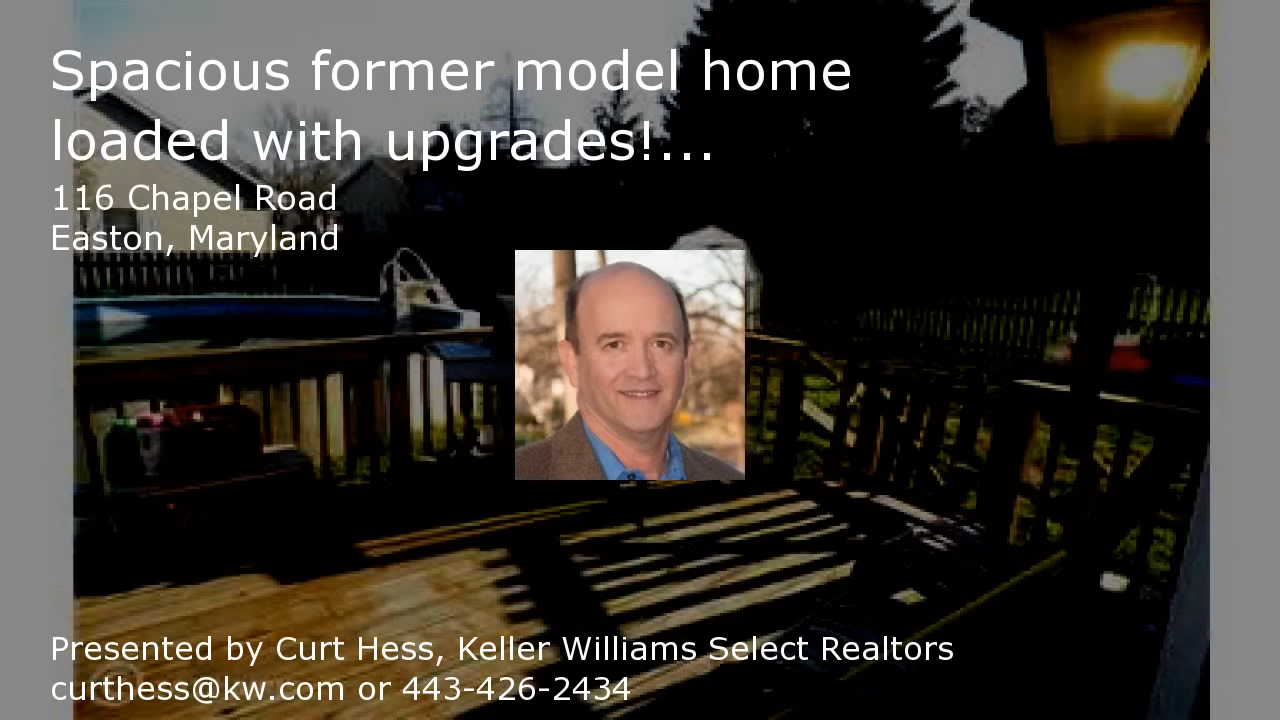 Spacious former model home
loaded with upgrades!...
116 Chapel Road
Easton, Maryland
Presented by Curt Hess, Keller Williams Select Realtors
curthess@kw.com or 443-426-2434